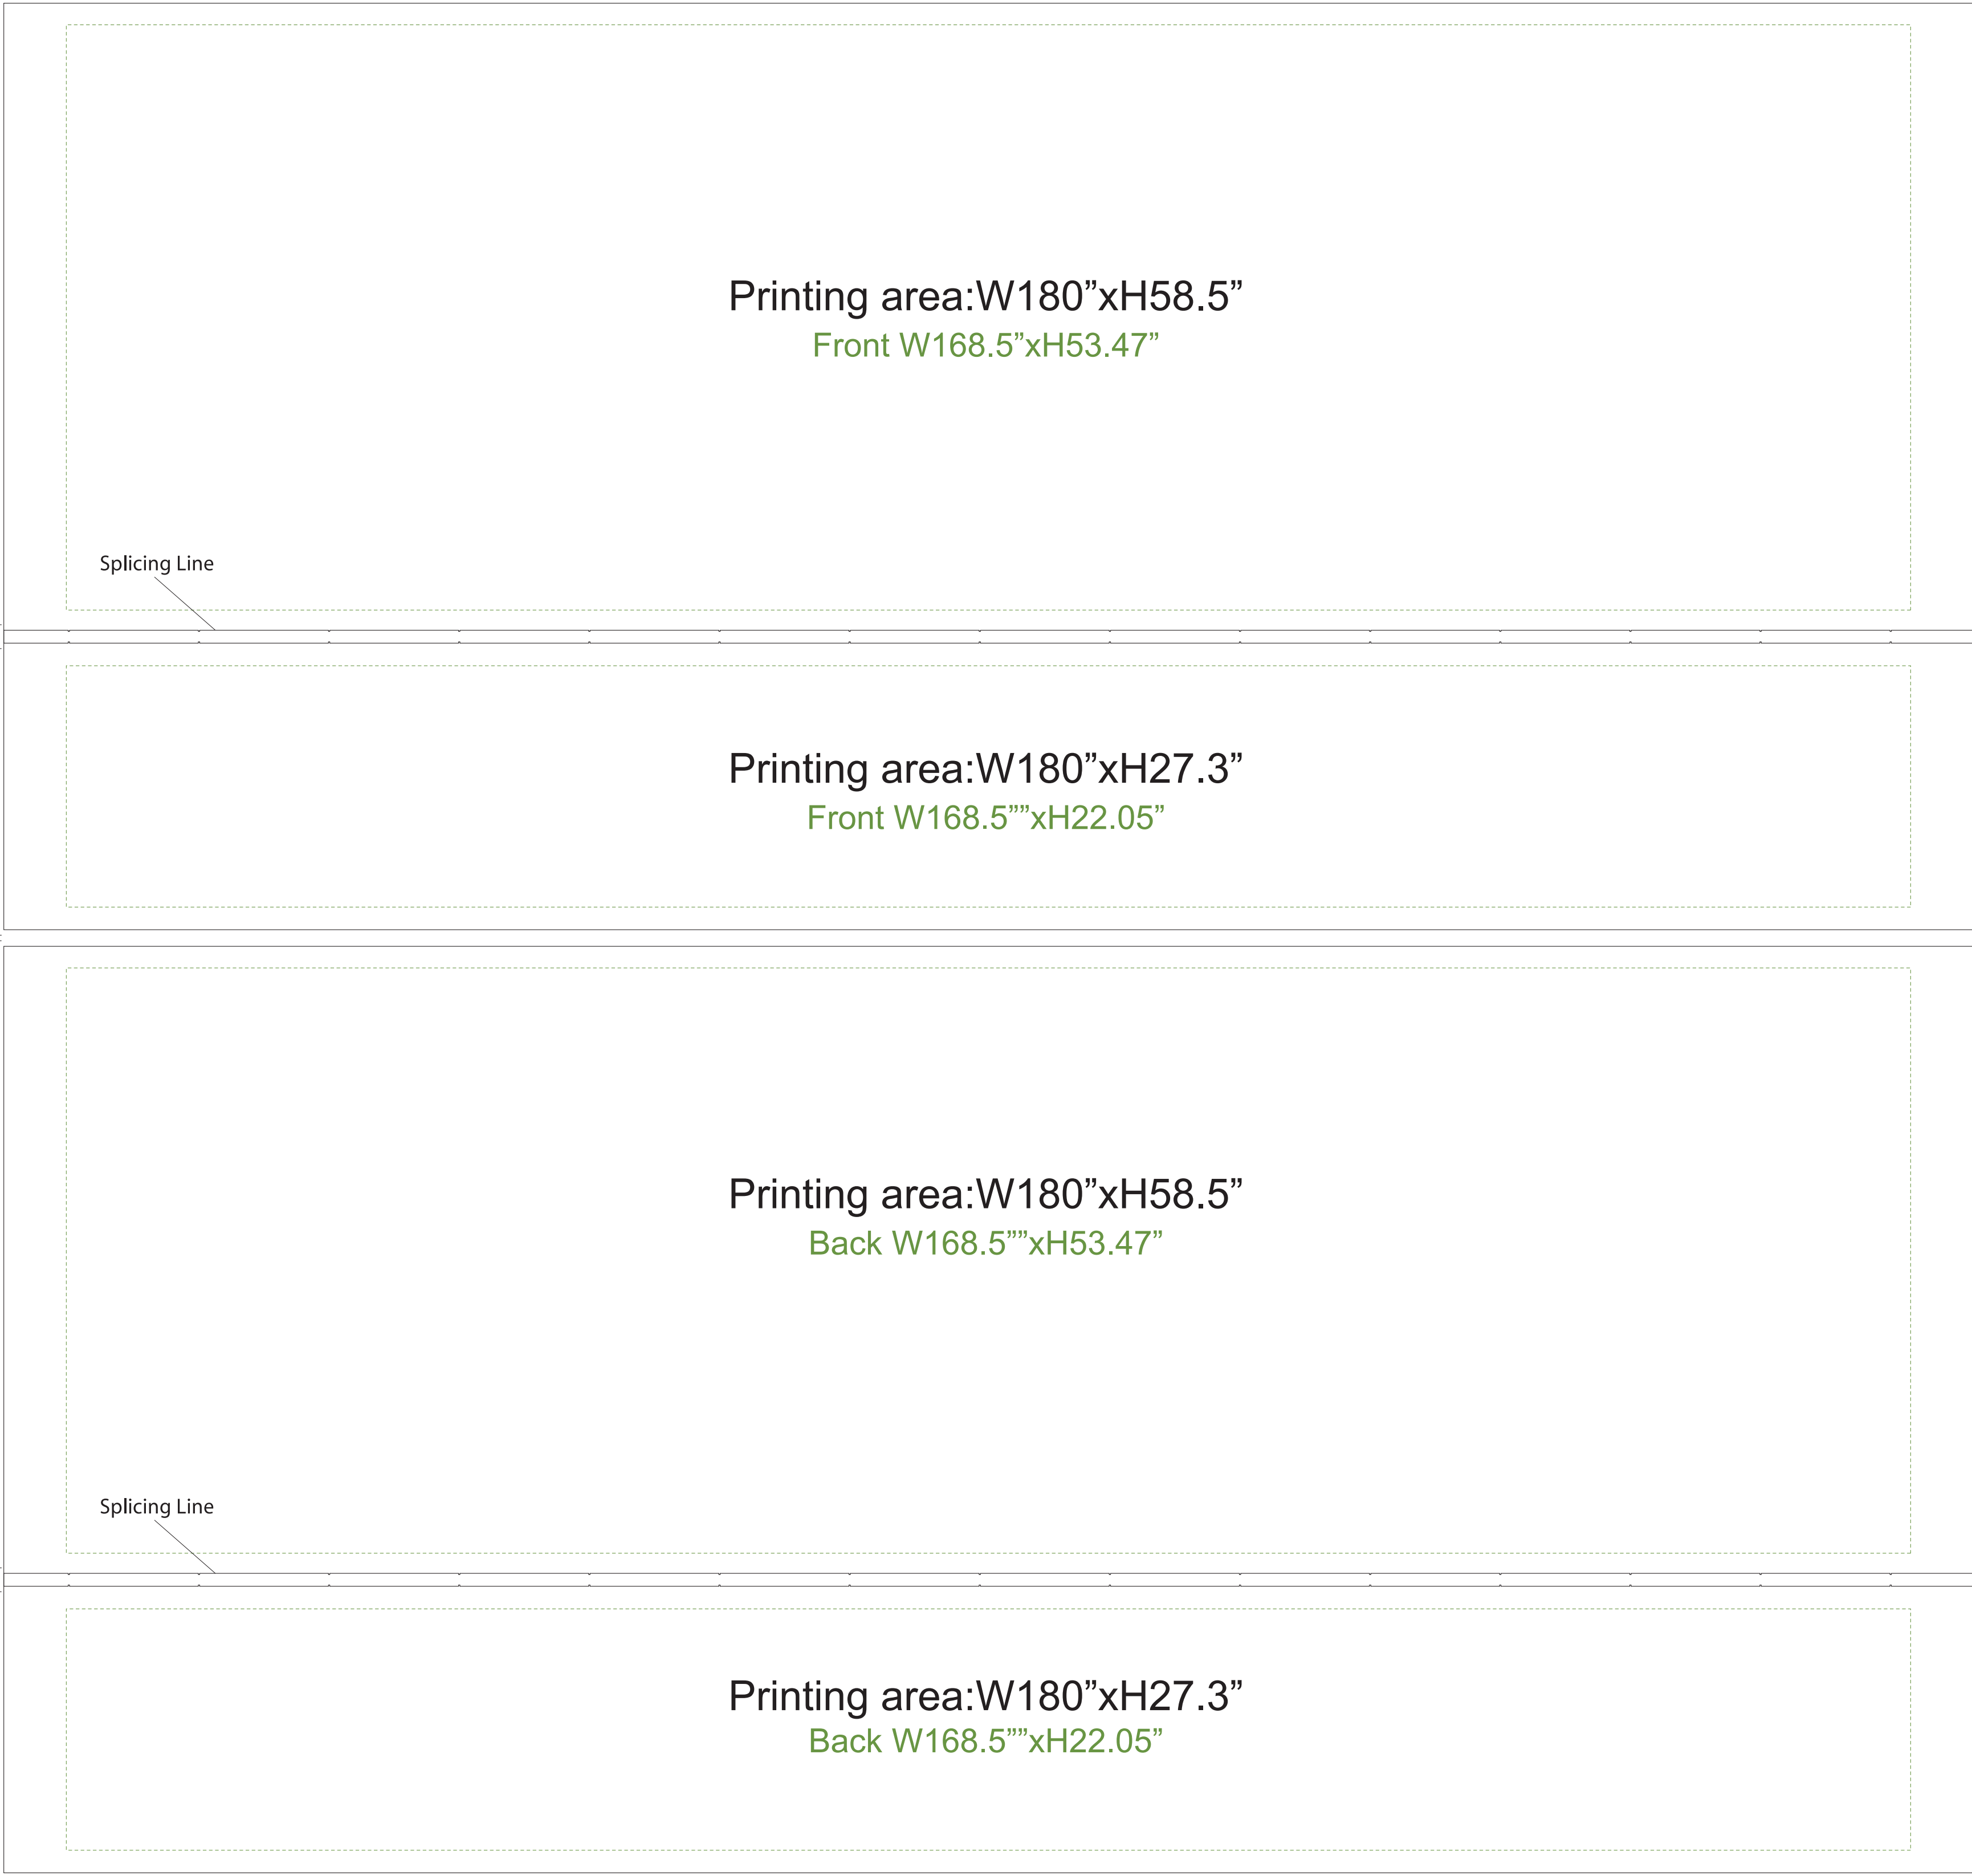 Printing area:W180”xH58.5”
Front W168.5”xH53.47”
Splicing Line
Printing area:W180”xH27.3”
Front W168.5””xH22.05”
Printing area:W180”xH58.5”
Back W168.5””xH53.47”
Splicing Line
Printing area:W180”xH27.3”
Back W168.5””xH22.05”